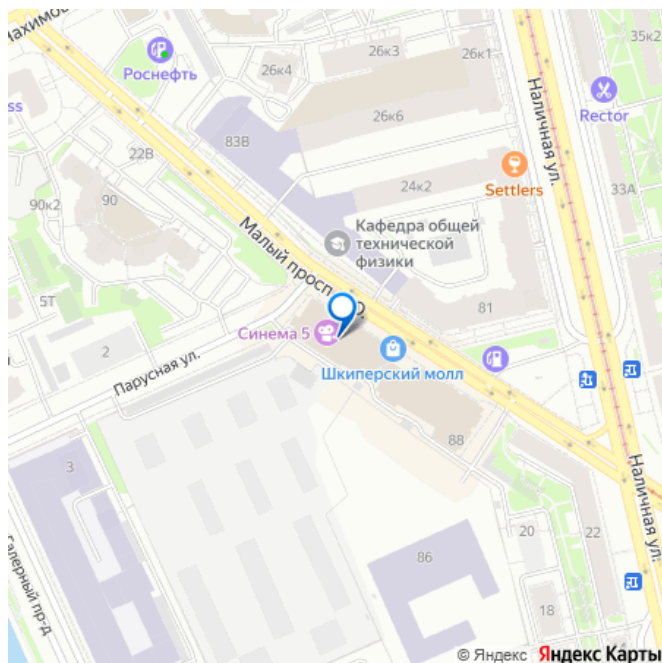 Нахимов
Роснефть
26к4
26к3
26к1
35к2
ss
26к6
Rector
83В
22В
Наличная ул.
Settlers
24к2
33А
90к2
90
Кафедра общей
технической
физики
Малый просп.
5Т
81
Синема 5
2
Шкиперский молл
Парусная ул.
88
3
Наличная ул.
20
22
86
Галерный пр-д
18
© Яндекс Яндекс Карты